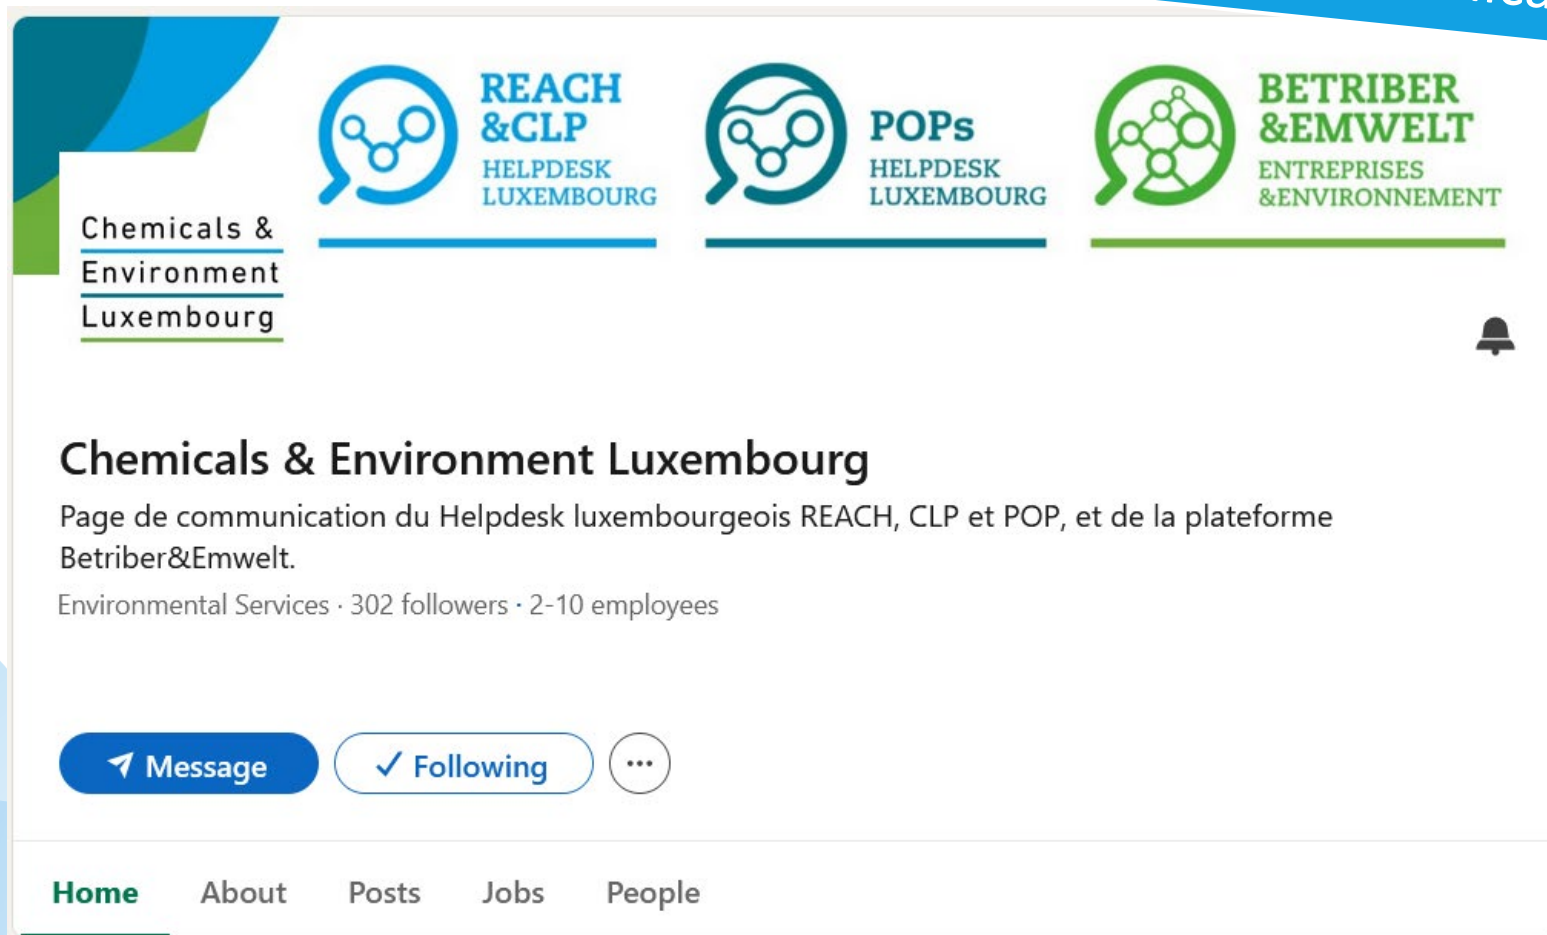 REACH
&CLP
HELPDESK
LUXEMBOURG
POPs
HELPDESK
LUXEMBOURG
BETRIBER
&EMWELT
ENTREPRISES
&ENVIRONNEMENT
Chemicals &
Environment
Luxembourg
Chemicals & Environment Luxembourg
Page de communication du Helpdesk luxembourgeois REACH, CLP et POP, et de la plateforme
Betriber&Emwelt.
Environmental Services · 302 followers · 2-10 employees
Message
Following
Home About Posts Jobs People